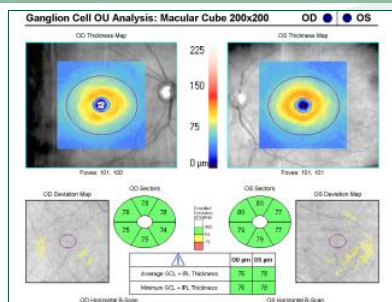 Ganglion Cell OU Analysis: Macular Cube 200x200 OD OS
OD Thickness Map
OS Thickness Map
225
150
75
0 µm
Fovea: 101, 100
Fovea: 101, 101
OD Deviation Map
OD Sectors
OS Sectors
OS Deviation Map
78
76
78
75
74
75
80
80
77
77
78
OD µm OS µm
Average GCL + IPL Thickness 76 78
Minimum GCL + IPL Thickness 76 78
OD Horizontal B-Scan
OS Horizontal B-Scan